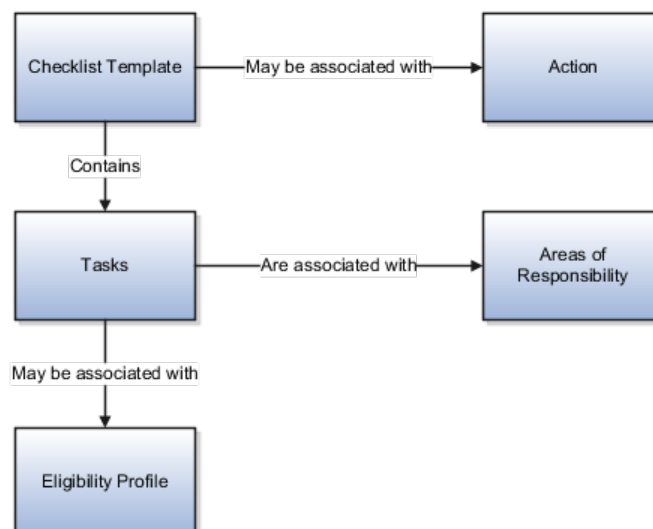 Checklist Template
May be associated with
Action
Contains
Tasks
Are associated with
Areas of
Responsibility
May be associated with
Eligibility Profile